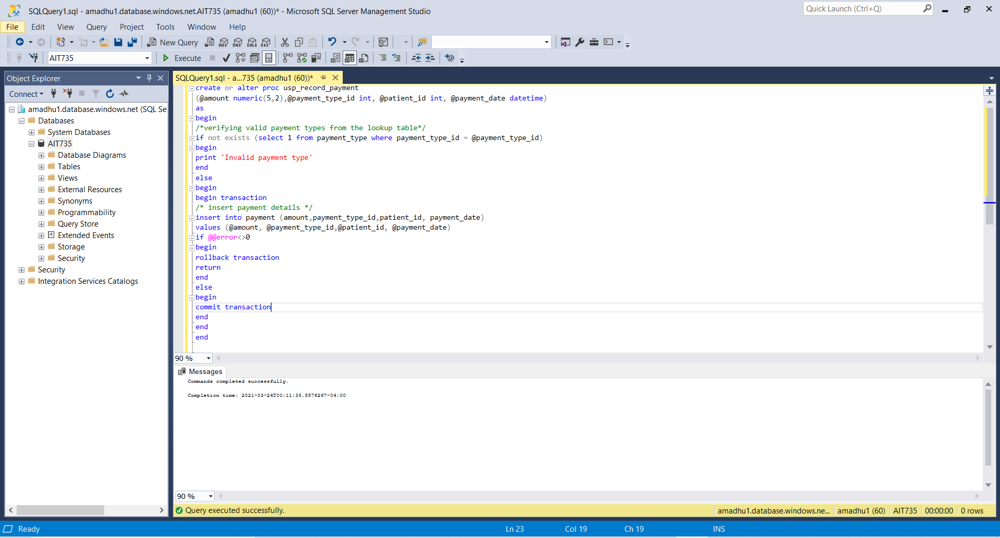 SQLQuery1.sql - amadhu1.database.windows.net.AIT735 (amadhu1 (60))* - Microsoft SQL Server Management Studio
Quick Launch (Ctrl+Q)
File Edit View Query Project Tools Window Help
New Query MDX DMX XMLA DAX
AIT735 Execute
Object Explorer
Connect
amadhu1.database.windows.net (SQL Se
Databases
System Databases
AIT735
Database Diagrams
Tables
Views
External Resources
Synonyms
Programmability
Query Store
Extended Events
Storage
Security
Security
Integration Services Catalogs
SQLQuery1.sql - a...735 (amadhu1 (60))*
create or alter proc usp_record_payment
(@amount numeric(5,2),@payment_type_id int, @patient_id int, @payment_date datetime)
as
begin
/*verifying valid payment types from the lookup table*/
if not exists (select 1 from payment_type where payment_type_id = @payment_type_id)
begin
print 'Invalid payment type'
end
else
begin
begin transaction
/* insert payment details */
insert into payment (amount,payment_type_id,patient_id, payment_date)
values (@amount, @payment_type_id,@patient_id, @payment_date)
if @@error<>0
begin
rollback transaction
return
end
else
begin
commit transaction
end
end
end
90 %
Messages
Commands completed successfully.
Completion time: 2021-03-24T00:11:35.5576267-04:00
90 %
Query executed successfully.
amadhu1.database.windows.ne... amadhu1 (60) AIT735 00:00:00 0 rows
Ready Ln 23 Col 19 Ch 19 INS